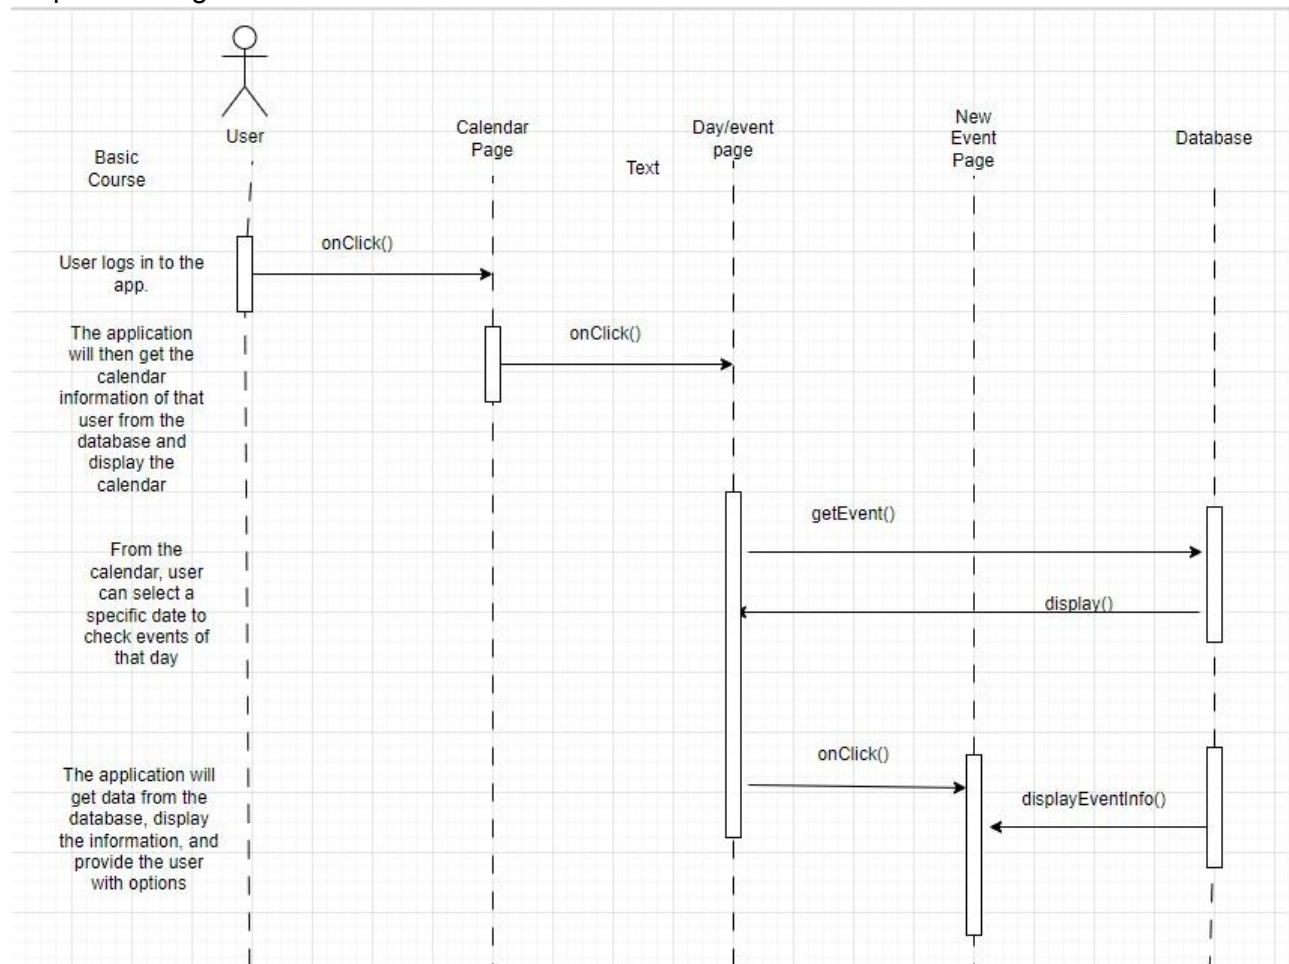 User
Calendar
Page
Day/event
page
New
Event
Page
Database
Basic
Course
Text
onClick()
User logs in to the
app.
onClick()
The application
will then get the
calendar
information of that
user from the
database and
display the
calendar
getEvent()
From the
calendar, user
can select a
specific date to
check events of
that day
display()
onClick()
displayEventInfo()
The application will
get data from the
database, display
the information, and
provide the user
with options